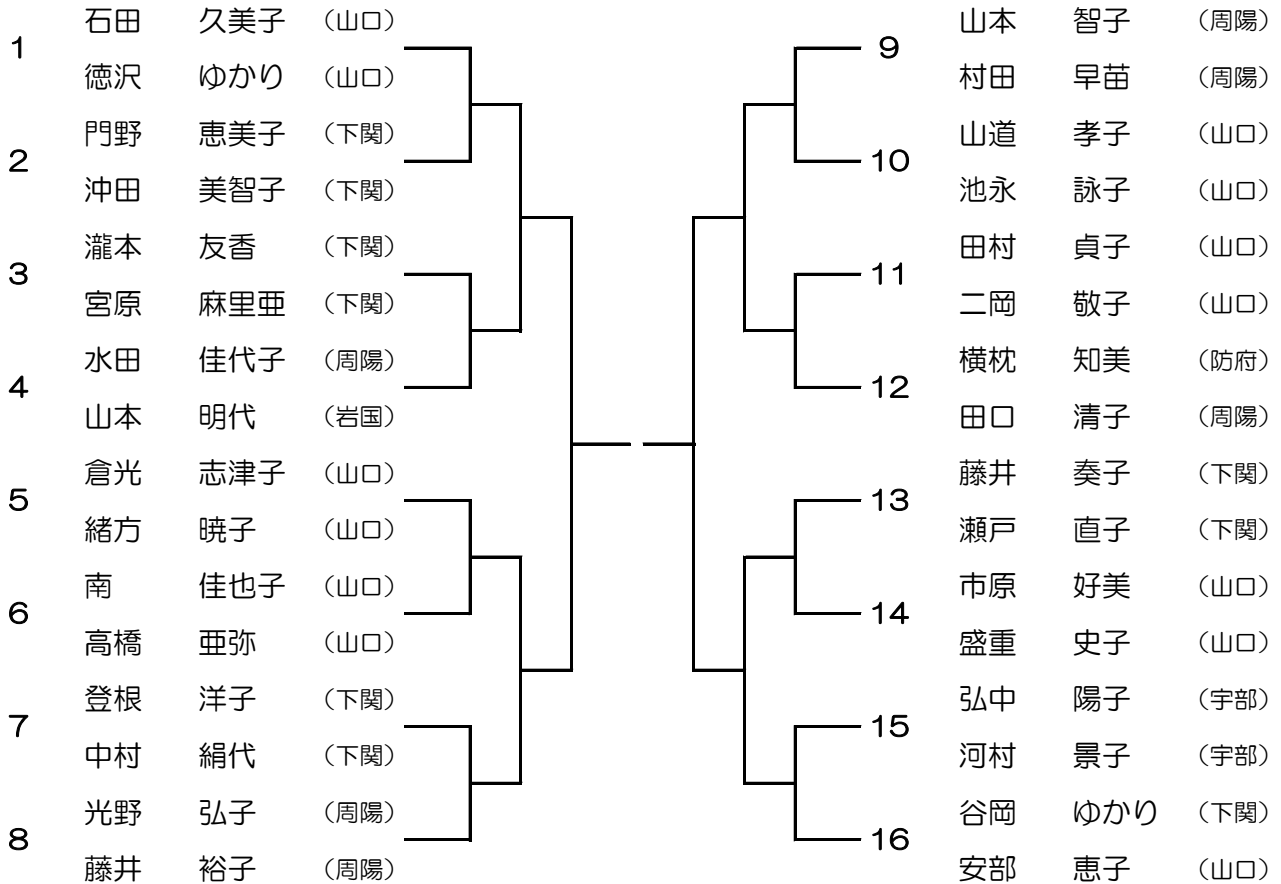 1
石田 久美子 （山口）
徳沢 ゆかり （山口）
2
門野 恵美子 （下関）
沖田 美智子 （下関）
3
瀧本 友香 （下関）
宮原 麻里亜 （下関）
4
水田 佳代子 （周陽）
山本 明代 （岩国）
5
倉光 志津子 （山口）
緒方 暁子 （山口）
6
南 佳也子 （山口）
高橋 亜弥 （山口）
7
登根 洋子 （下関）
中村 絹代 （下関）
8
光野 弘子 （周陽）
藤井 裕子 （周陽）
9
山本 智子 （周陽）
村田 早苗 （周陽）
10
山道 孝子 （山口）
池永 詠子 （山口）
11
田村 貞子 （山口）
二岡 敬子 （山口）
12
横枕 知美 （防府）
田口 清子 （周陽）
13
藤井 奏子 （下関）
瀬戸 直子 （下関）
14
市原 好美 （山口）
盛重 史子 （山口）
15
弘中 陽子 （宇部）
河村 景子 （宇部）
16
谷岡 ゆかり （下関）
安部 恵子 （山口）